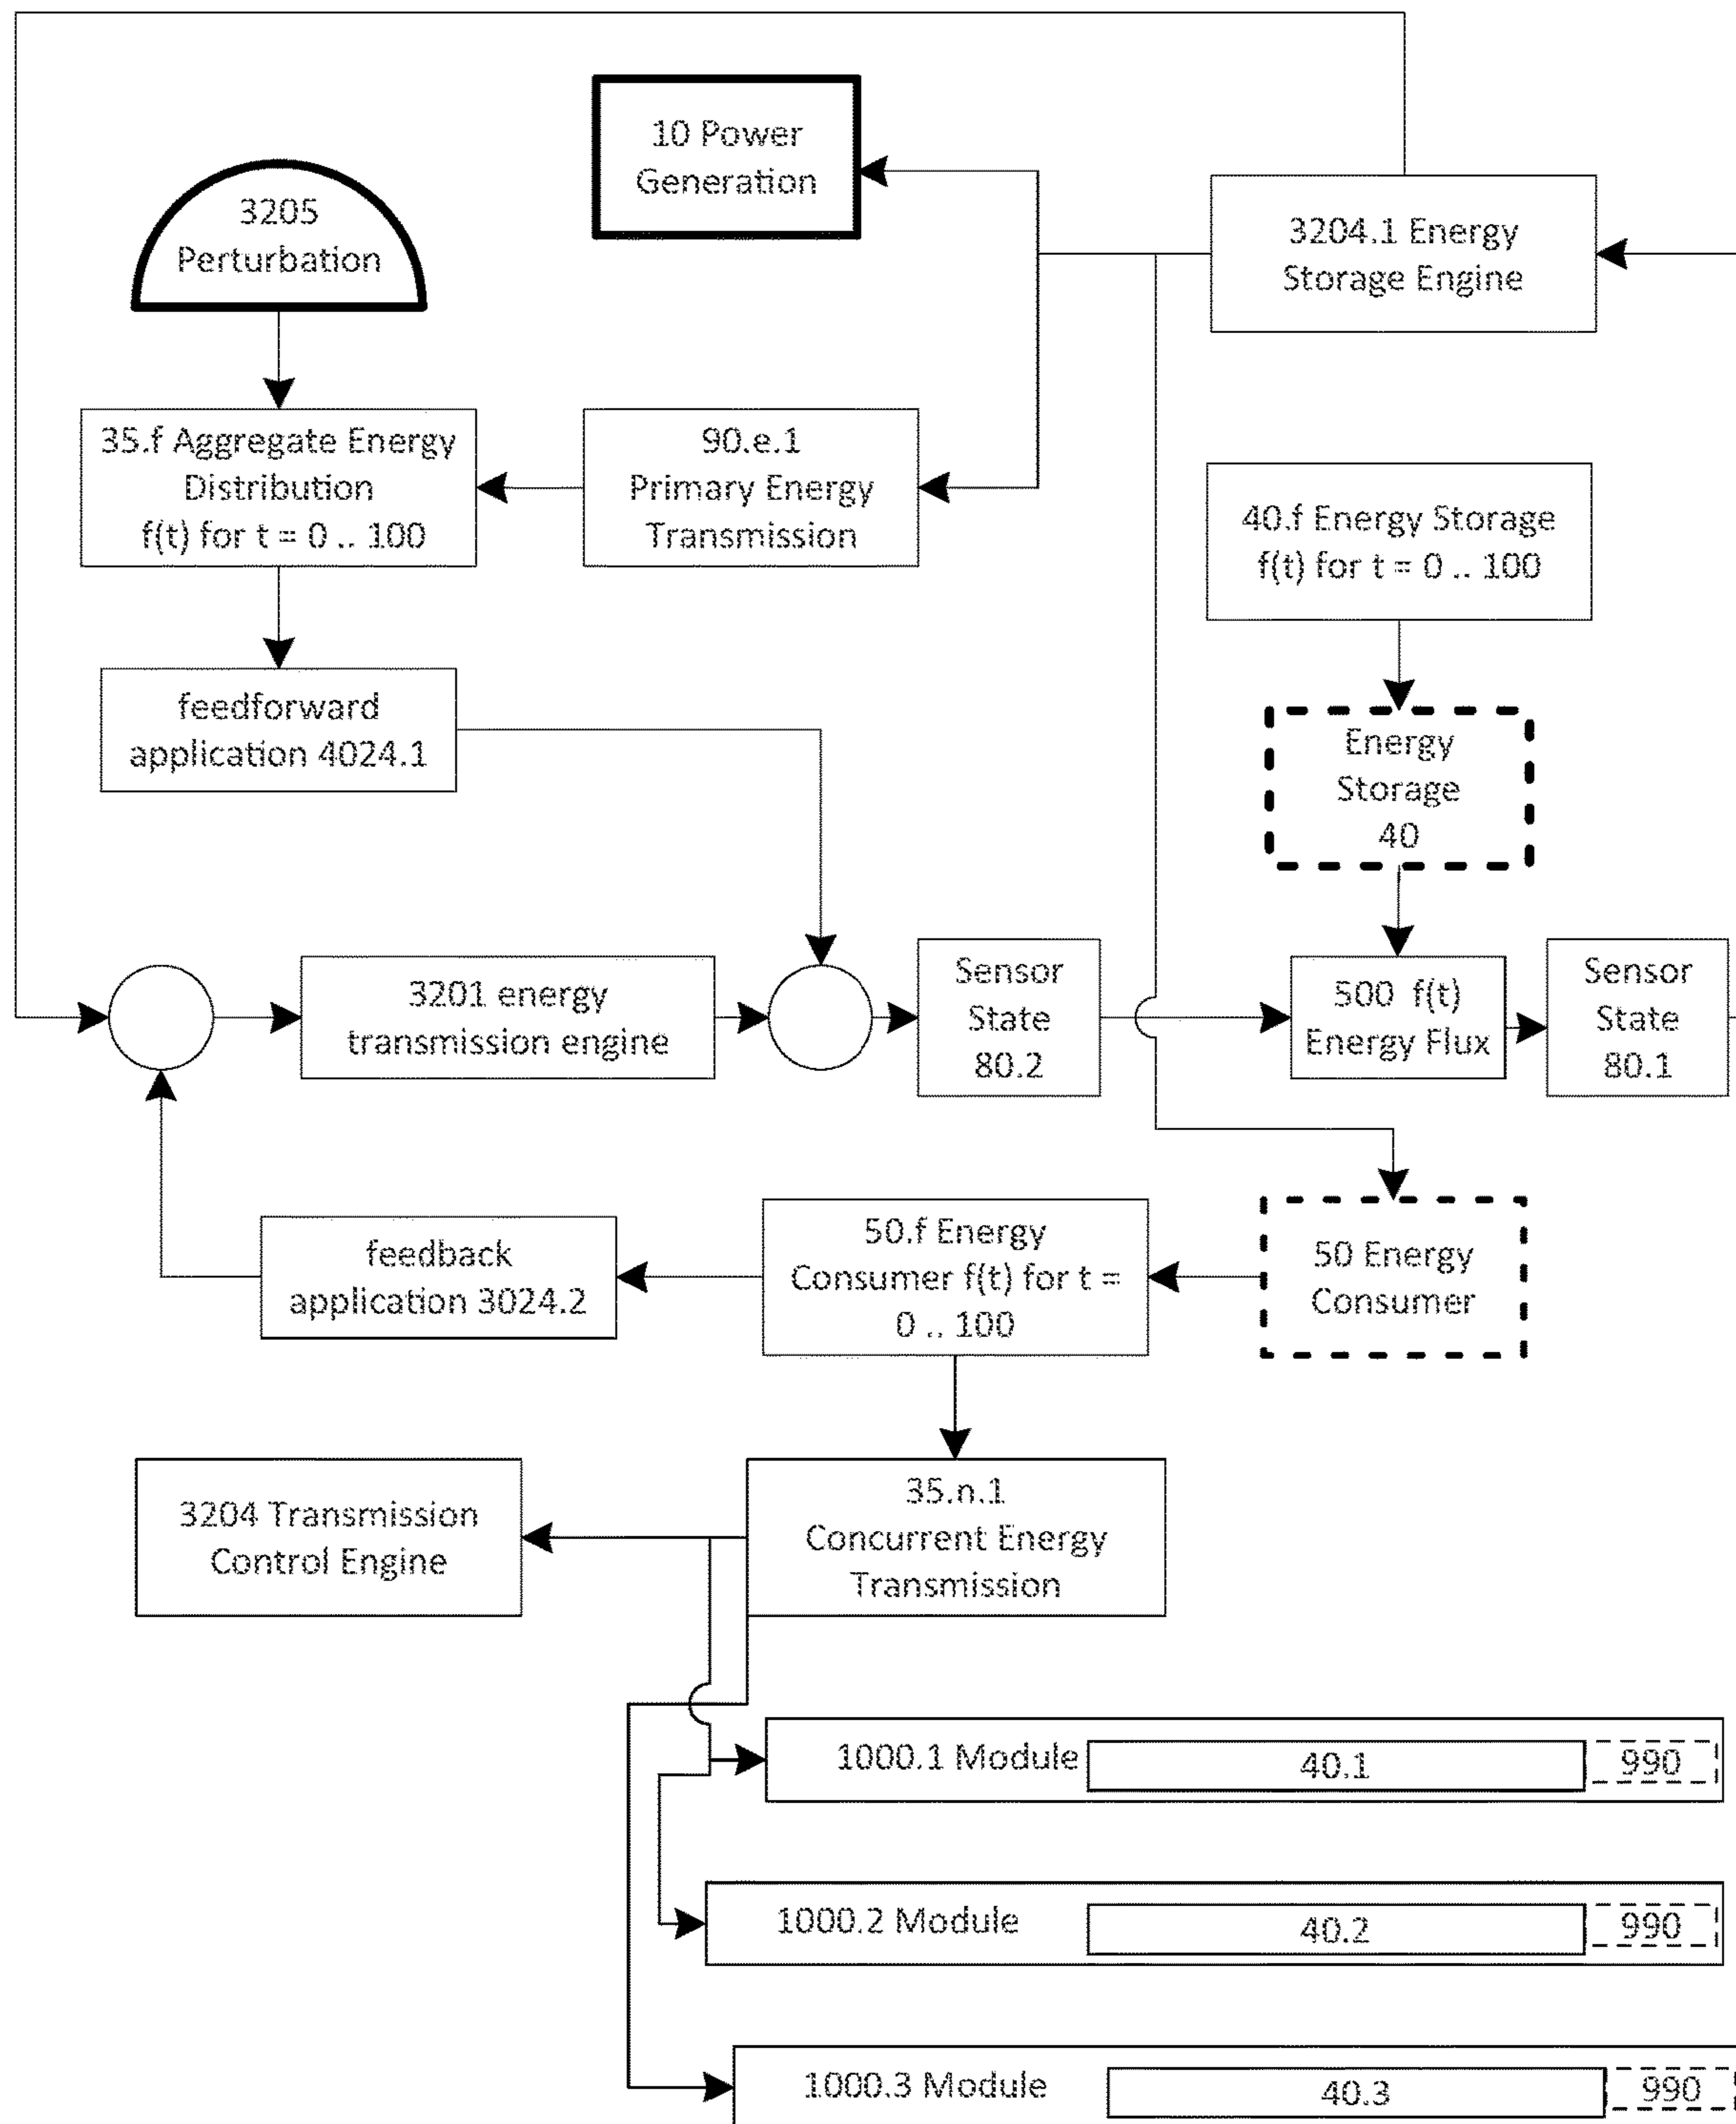 10 Power
Generation
3205
Perturbation
3204.1 Energy
Storage Engine
35.f Aggregate Energy
Distribution
f(t) for t = 0 .. 100
90.e.1
Primary Energy
Transmission
40.f Energy Storage
f(t) for t = 0 .. 100
feedforward
application 4024.1
Energy
Storage
40
3201 energy
transmission engine
Sensor
State
80.2
500 f(t)
Energy Flux
Sensor
State
80.1
feedback
application 3024.2
50.f Energy
Consumer f(t) for t =
0 .. 100
50 Energy
Consumer
3204 Transmission
Control Engine
35.n.1
Concurrent Energy
Transmission
1000.1 Module 40.1 990
1000.2 Module 40.2 990
1000.3 Module 40.3 990